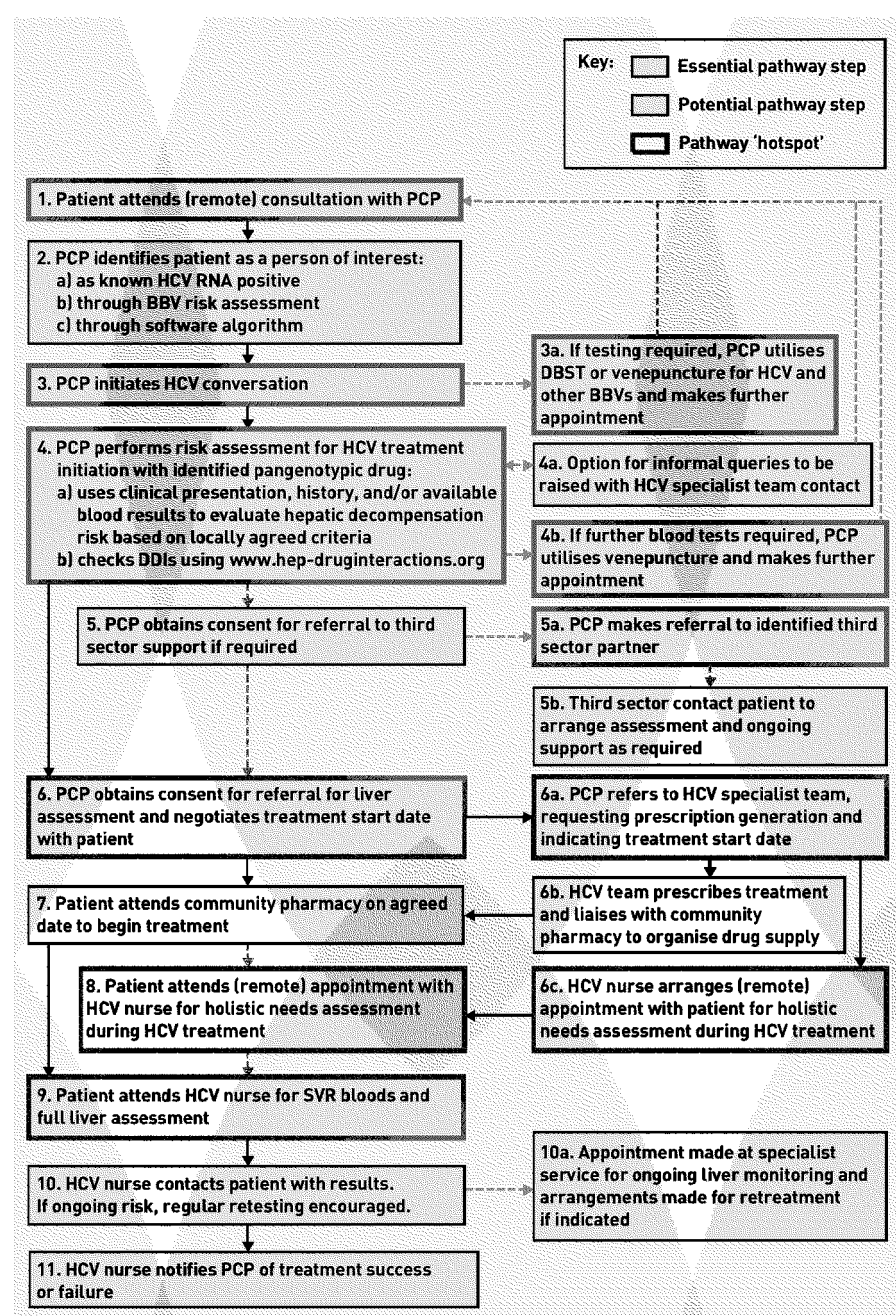 Key:
Essential pathway step
Potential pathway step
Pathway ‘hotspot’
1. Patient attends (remote) consultation with PCP
2. PCP identifies patient as a person of interest:
a) as known HCV RNA positive
b) through BBV risk assessment
c) through software algorithm
3. PCP initiates HCV conversation
3a. If testing required, PCP utilises
DBST or venepuncture for HCV and
other BBVs and makes further
appointment
4. PCP performs risk assessment for HCV treatment
initiation with identified pangenotypic drug:
a) uses clinical presentation, history, and/or available
blood results to evaluate hepatic decompensation
risk based on locally agreed criteria
b) checks DDIs using www.hep-druginteractions.org
4a. Option for informal queries to be
raised with HCV specialist team contact
4b. If further blood tests required, PCP
utilises venepuncture and makes further
appointment
5. PCP obtains consent for referral to third
sector support if required
5a. PCP makes referral to identified third
sector partner
5b. Third sector contact patient to
arrange assessment and ongoing
support as required
6. PCP obtains consent for referral for liver
assessment and negotiates treatment start date
with patient
6a. PCP refers to HCV specialist team,
requesting prescription generation and
indicating treatment start date
7. Patient attends community pharmacy on agreed
date to begin treatment
6b. HCV team prescribes treatment
and liaises with community
pharmacy to organise drug supply
8. Patient attends (remote) appointment with
HCV nurse for holistic needs assessment
during HCV treatment
6c. HCV nurse arranges (remote)
appointment with patient for holistic
needs assessment during HCV treatment
9. Patient attends HCV nurse for SVR bloods and
full liver assessment
10. HCV nurse contacts patient with results.
If ongoing risk, regular retesting encouraged.
10a. Appointment made at specialist
service for ongoing liver monitoring and
arrangements made for retreatment
if indicated
11. HCV nurse notifies PCP of treatment success
or failure